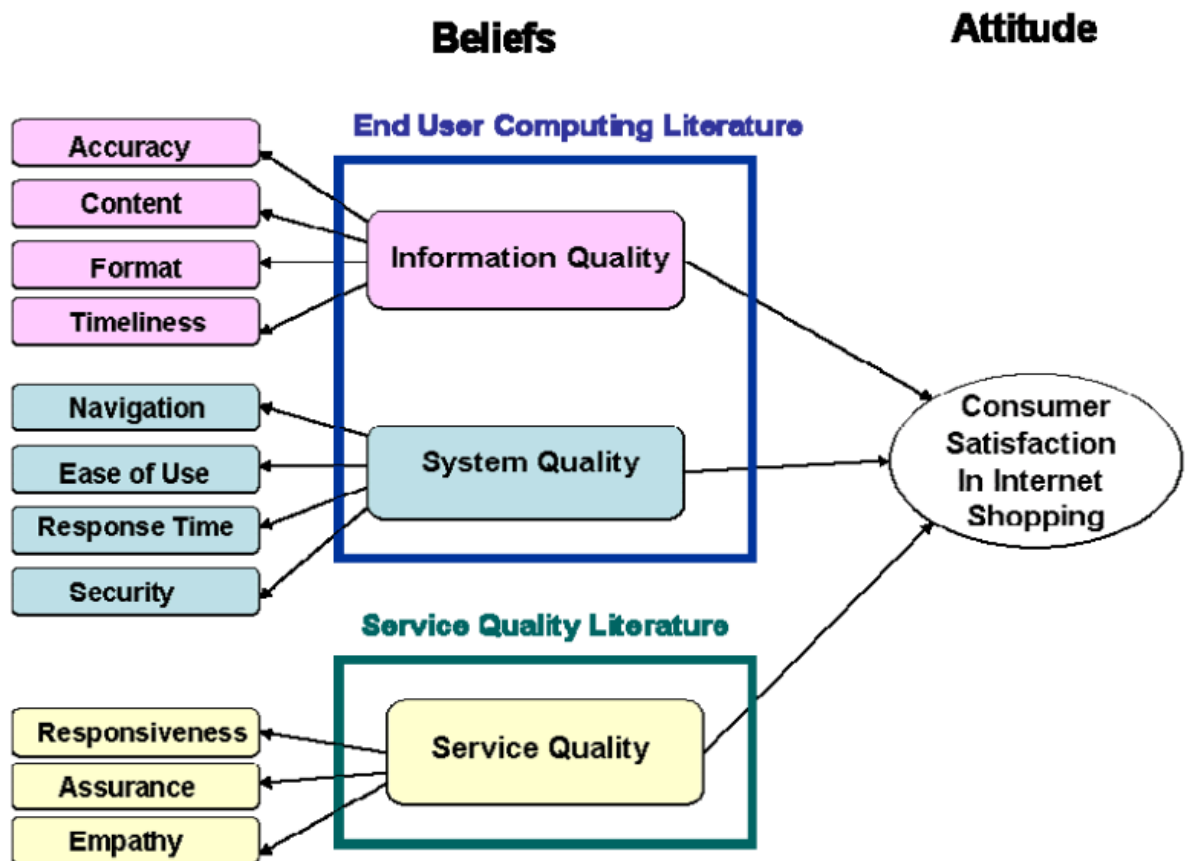 Beliefs
Attitude
End User Computing Literature
Accuracy
Content
Format
Timeliness
Information Quality
Navigation
Ease of Use
Response Time
Security
System Quality
Consumer
Satisfaction
In Internet
Shopping
Service Quality Literature
Responsiveness
Assurance
Empathy
Service Quality